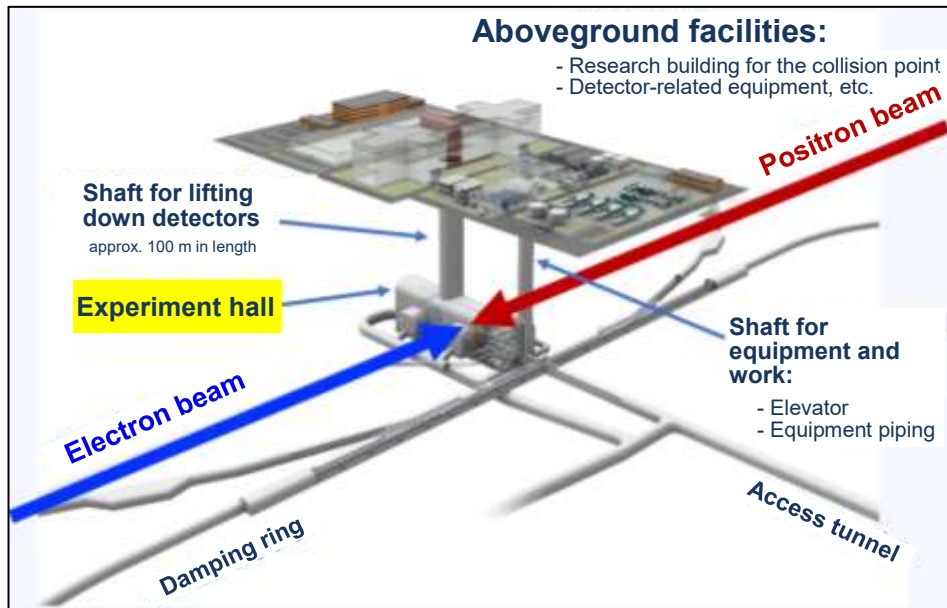 Aboveground facilities:
- Research building for the collision point
- Detector-related equipment, etc.
Positron beam
Shaft for lifting
down detectors
approx. 100 m in length
Experiment hall
Shaft for
equipment and
work:
- Elevator
- Equipment piping
Electron beam
Damping ring
Access tunnel